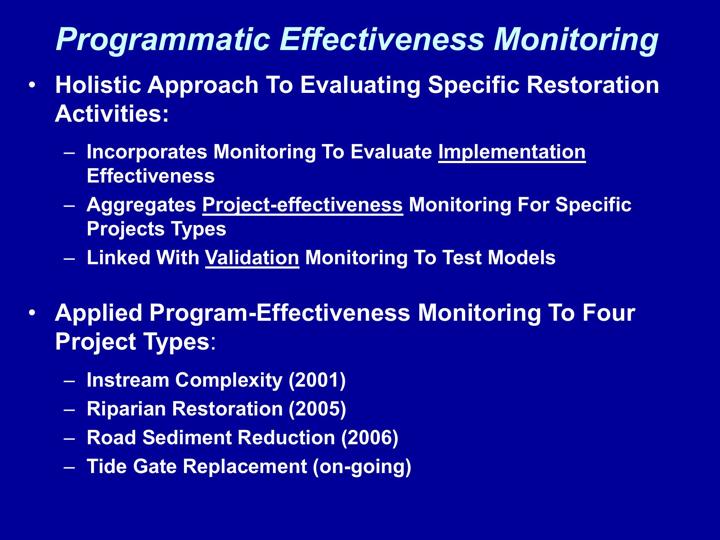 Programmatic Effectiveness Monitoring
• Holistic Approach To Evaluating Specific Restoration
Activities:
– Incorporates Monitoring To Evaluate Implementation
Effectiveness
– Aggregates Project-effectiveness Monitoring For Specific
Projects Types
– Linked With Validation Monitoring To Test Models
• Applied Program-Effectiveness Monitoring To Four
Project Types:
– Instream Complexity (2001)
– Riparian Restoration (2005)
– Road Sediment Reduction (2006)
– Tide Gate Replacement (on-going)